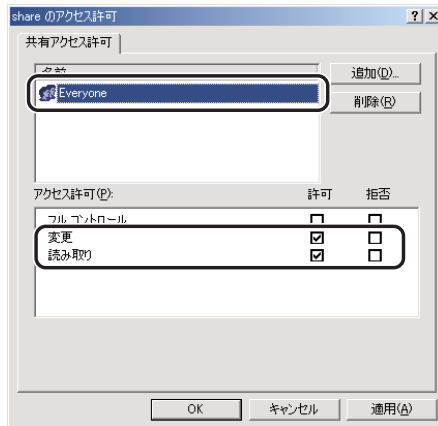 share のアクセス許可
共有アクセス許可
名前
追加(D)...
Everyone
削除(R)
アクセス許可(P): 許可 拒否
フル コントロール
変更
読み取り
OK キャンセル 適用(A)